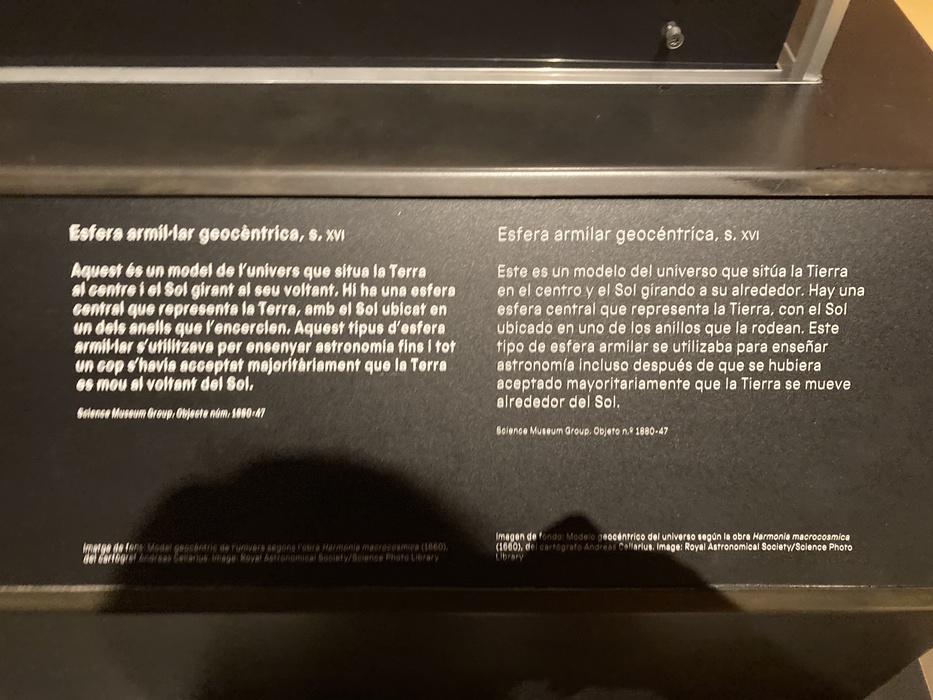 Esfera armil·lar geocèntrica, s. XVI
Aquest és un model de l'univers que situa la Terra
al centre i el Sol girant al seu voltant. Hi ha una esfera
central que representa la Terra, amb el Sol ubicat en
un dels anells que l'encerclen. Aquest tipus d'esfera
armil·lar s'utilitzava per ensenyar astronomia fins i tot
un cop s'havia acceptat majoritàriament que la Terra
es mou al voltant del Sol.
Science Museum Group. Objecte núm. 1880-47
Imatge de fons: Model geocèntric de l'univers segons l'obra Harmonia macrocosmica (1660),
del cartògraf Andreas Cellarius. Image: Royal Astronomical Society/Science Photo Library
Esfera armilar geocéntrica, s. XVI
Este es un modelo del universo que sitúa la Tierra
en el centro y el Sol girando a su alrededor. Hay una
esfera central que representa la Tierra, con el Sol
ubicado en uno de los anillos que la rodean. Este
tipo de esfera armilar se utilizaba para enseñar
astronomía incluso después de que se hubiera
aceptado mayoritariamente que la Tierra se mueve
alrededor del Sol.
Science Museum Group. Objeto n.º 1880-47
Imagen de fondo: Modelo geocéntrico del universo según la obra Harmonia macrocosmica
(1660), del cartógrafo Andreas Cellarius. Image: Royal Astronomical Society/Science Photo
Library